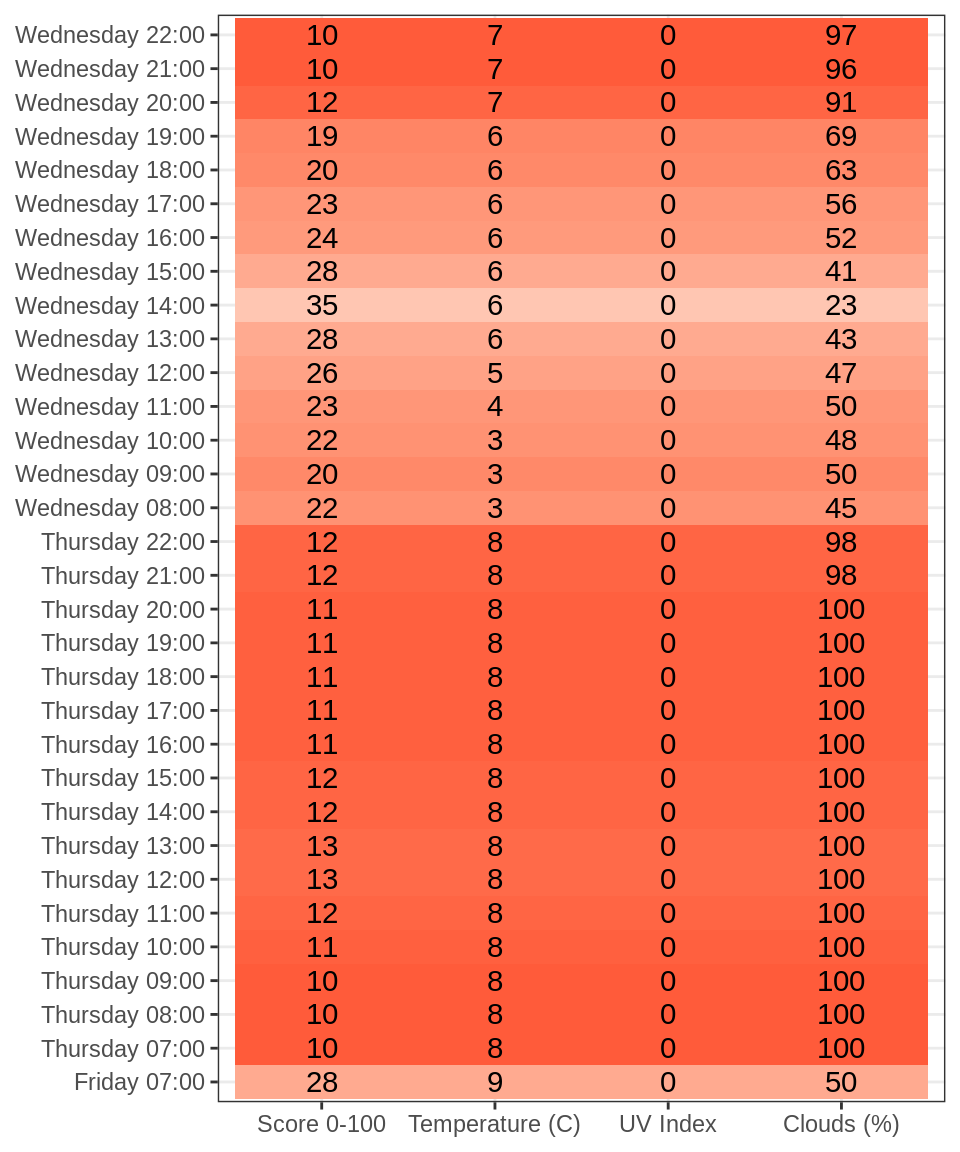 Wednesday 22:00 10 7 0 97
Wednesday 21:00 10 7 0 96
Wednesday 20:00 12 7 0 91
Wednesday 19:00 19 6 0 69
Wednesday 18:00 20 6 0 63
Wednesday 17:00 23 6 0 56
Wednesday 16:00 24 6 0 52
Wednesday 15:00 28 6 0 41
Wednesday 14:00 35 6 0 23
Wednesday 13:00 28 6 0 43
Wednesday 12:00 26 5 0 47
Wednesday 11:00 23 4 0 50
Wednesday 10:00 22 3 0 48
Wednesday 09:00 20 3 0 50
Wednesday 08:00 22 3 0 45
Thursday 22:00 12 8 0 98
Thursday 21:00 12 8 0 98
Thursday 20:00 11 8 0 100
Thursday 19:00 11 8 0 100
Thursday 18:00 11 8 0 100
Thursday 17:00 11 8 0 100
Thursday 16:00 11 8 0 100
Thursday 15:00 12 8 0 100
Thursday 14:00 12 8 0 100
Thursday 13:00 13 8 0 100
Thursday 12:00 13 8 0 100
Thursday 11:00 12 8 0 100
Thursday 10:00 11 8 0 100
Thursday 09:00 10 8 0 100
Thursday 08:00 10 8 0 100
Thursday 07:00 10 8 0 100
Friday 07:00 28 9 0 50
Score 0-100 Temperature (C) UV Index Clouds (%)